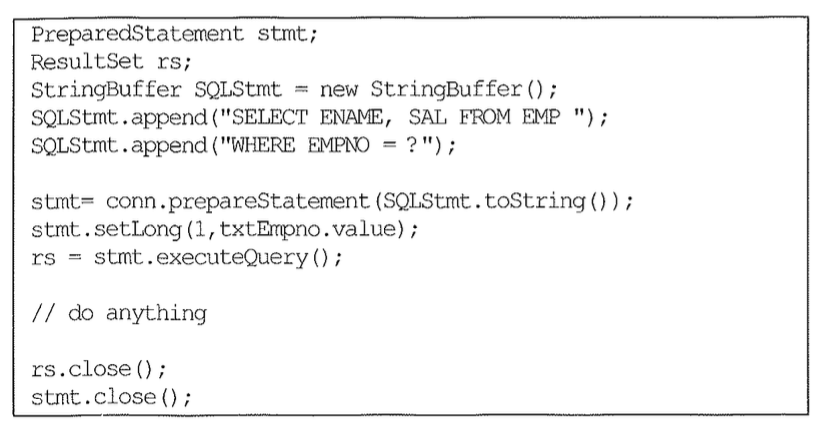 PreparedStatement stmt;
ResultSet rs;
StringBuffer SQLStmt = new StringBuffer();
SQLStmt.append("SELECT ENAME, SAL FROM EMP ");
SQLStmt.append("WHERE EMPNO = ?");
stmt= conn.prepareStatement(SQLStmt.toString());
stmt.setLong(1,txtEmpno.value);
rs = stmt.executeQuery();
// do anything
rs.close();
stmt.close();